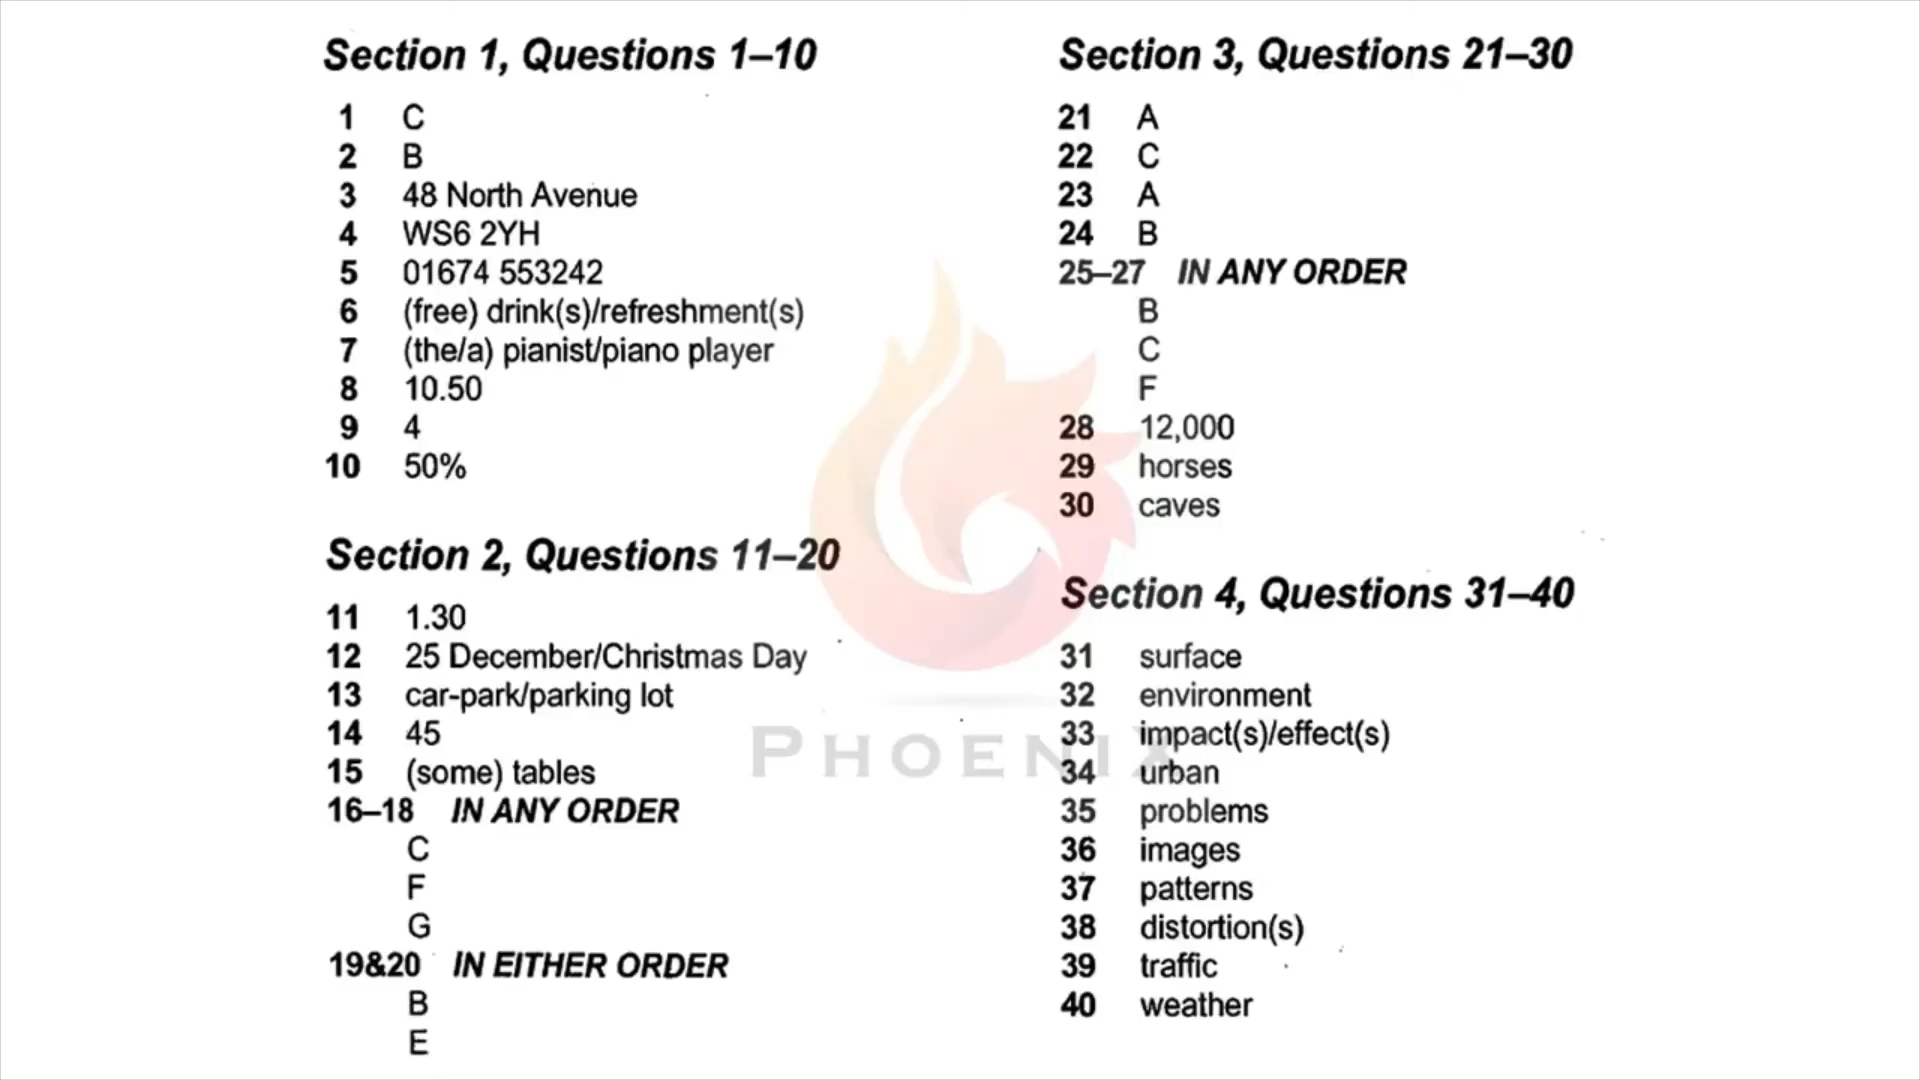 Section 1, Questions 1–10
1 C
2 B
3 48 North Avenue
4 WS6 2YH
5 01674 553242
6 (free) drink(s)/refreshment(s)
7 (the/a) pianist/piano player
8 10.50
9 4
10 50%
Section 2, Questions 11–20
11 1.30
12 25 December/Christmas Day
13 car-park/parking lot
14 45
15 (some) tables
16–18 IN ANY ORDER
C
F
G
19&20 IN EITHER ORDER
B
E
Section 3, Questions 21–30
21 A
22 C
23 A
24 B
25–27 IN ANY ORDER
B
C
F
28 12,000
29 horses
30 caves
Section 4, Questions 31–40
31 surface
32 environment
33 impact(s)/effect(s)
34 urban
35 problems
36 images
37 patterns
38 distortion(s)
39 traffic
40 weather
PHOENIX